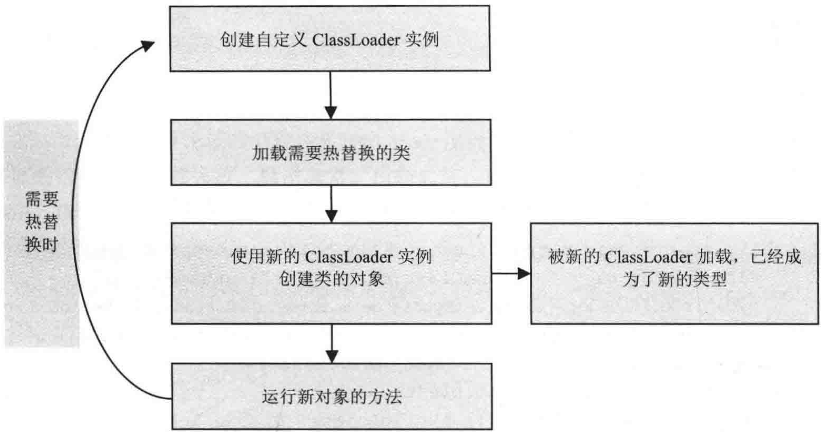 创建自定义 ClassLoader 实例
加载需要热替换的类
需要
热替
换时
使用新的 ClassLoader 实例
创建类的对象
被新的 ClassLoader 加载，已经成
为了新的类型
运行新对象的方法